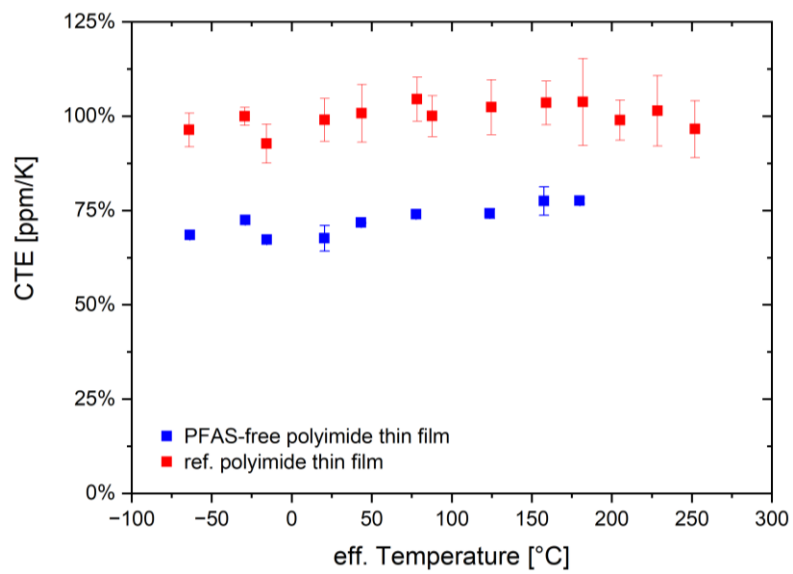 125%
100%
75%
50%
25%
0%
CTE [ppm/K]
PFAS-free polyimide thin film
ref. polyimide thin film
−100 −50 0 50 100 150 200 250 300
eff. Temperature [°C]